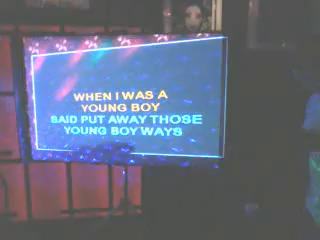 WHEN I WAS A
YOUNG BOY
SAID PUT AWAY THOSE
YOUNG BOY WAYS